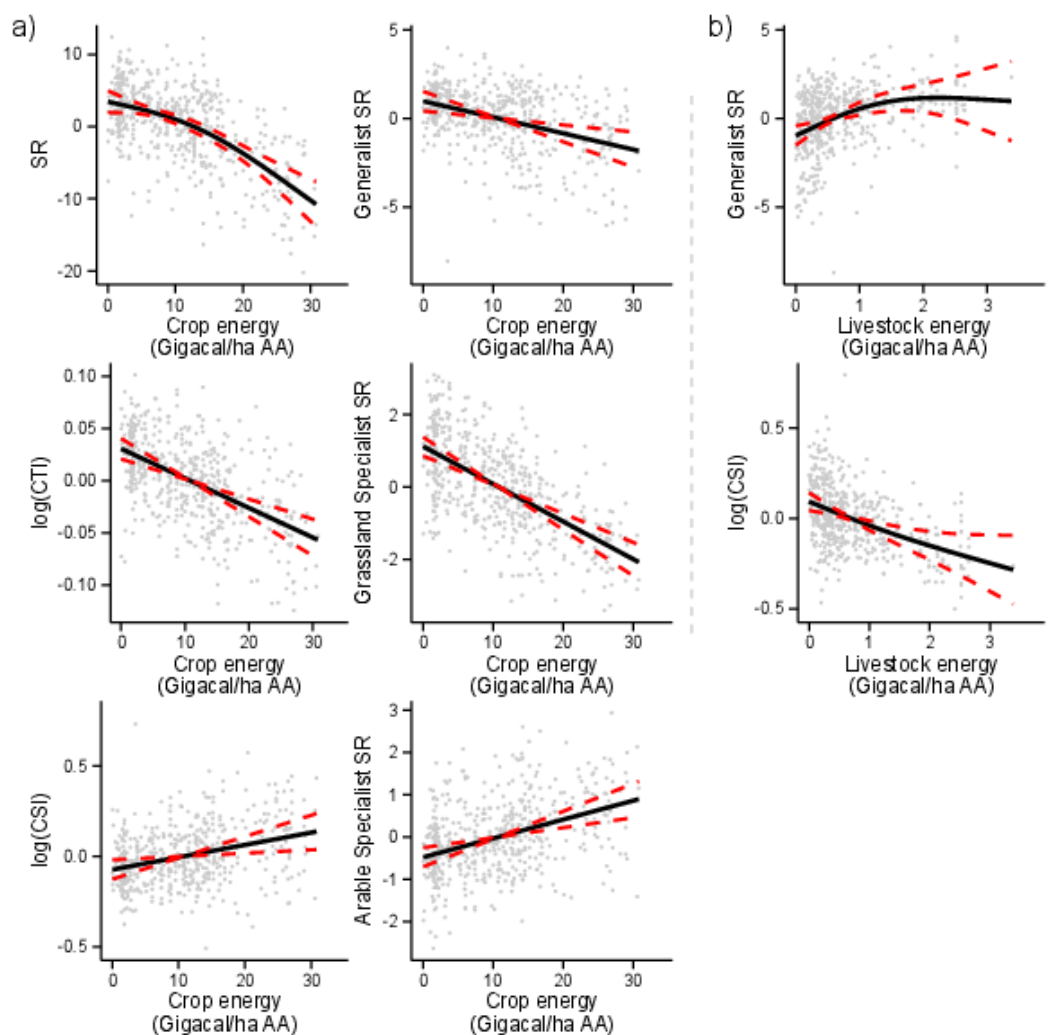 a)
b)
SR
10
0
-10
-20
0 10 20 30
Crop energy
(Gigacal/ha AA)
Generalist SR
5
0
-5
0 10 20 30
Crop energy
(Gigacal/ha AA)
Generalist SR
5
0
-5
0 1 2 3
Livestock energy
(Gigacal/ha AA)
log(CTI)
0.10
0.05
0.00
-0.05
-0.10
0 10 20 30
Crop energy
(Gigacal/ha AA)
Grassland Specialist SR
2
0
-2
0 10 20 30
Crop energy
(Gigacal/ha AA)
log(CSI)
0.5
0.0
-0.5
0 1 2 3
Livestock energy
(Gigacal/ha AA)
log(CSI)
0.5
0.0
-0.5
0 10 20 30
Crop energy
(Gigacal/ha AA)
Arable Specialist SR
3
2
1
0
-1
-2
0 10 20 30
Crop energy
(Gigacal/ha AA)